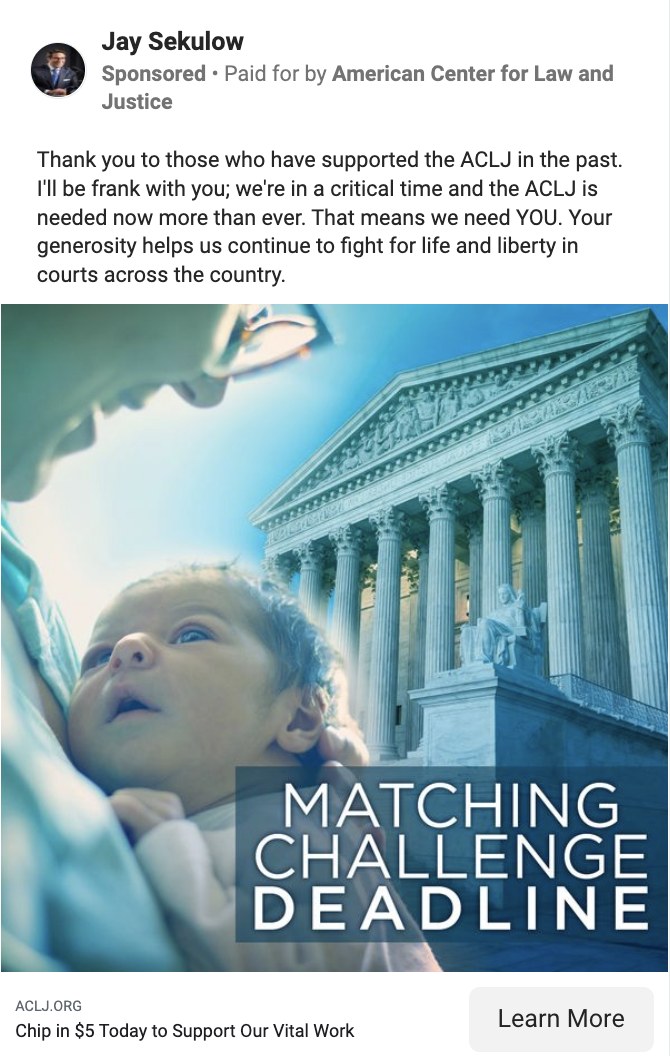 Jay Sekulow
Sponsored • Paid for by American Center for Law and
Justice
Thank you to those who have supported the ACLJ in the past.
I'll be frank with you; we're in a critical time and the ACLJ is
needed now more than ever. That means we need YOU. Your
generosity helps us continue to fight for life and liberty in
courts across the country.
MATCHING
CHALLENGE
DEADLINE
ACLJ.ORG
Chip in $5 Today to Support Our Vital Work
Learn More